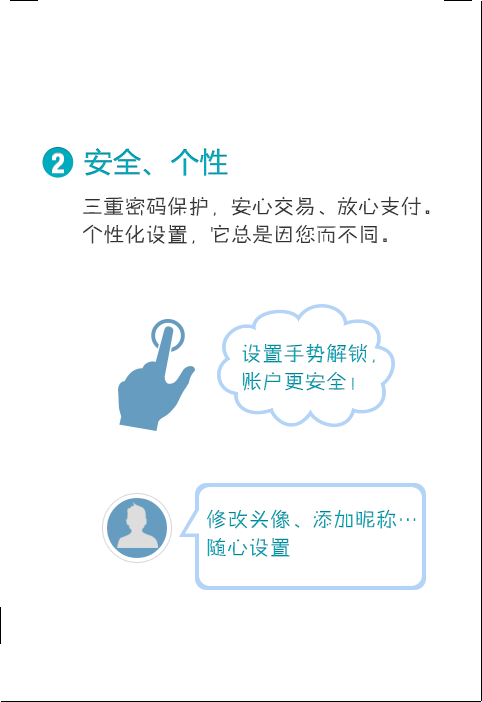 2 安全、个性
三重密码保护，安心交易、放心支付。
个性化设置，它总是因您而不同。
设置手势解锁，
账户更安全！
修改头像、添加昵称…
随心设置